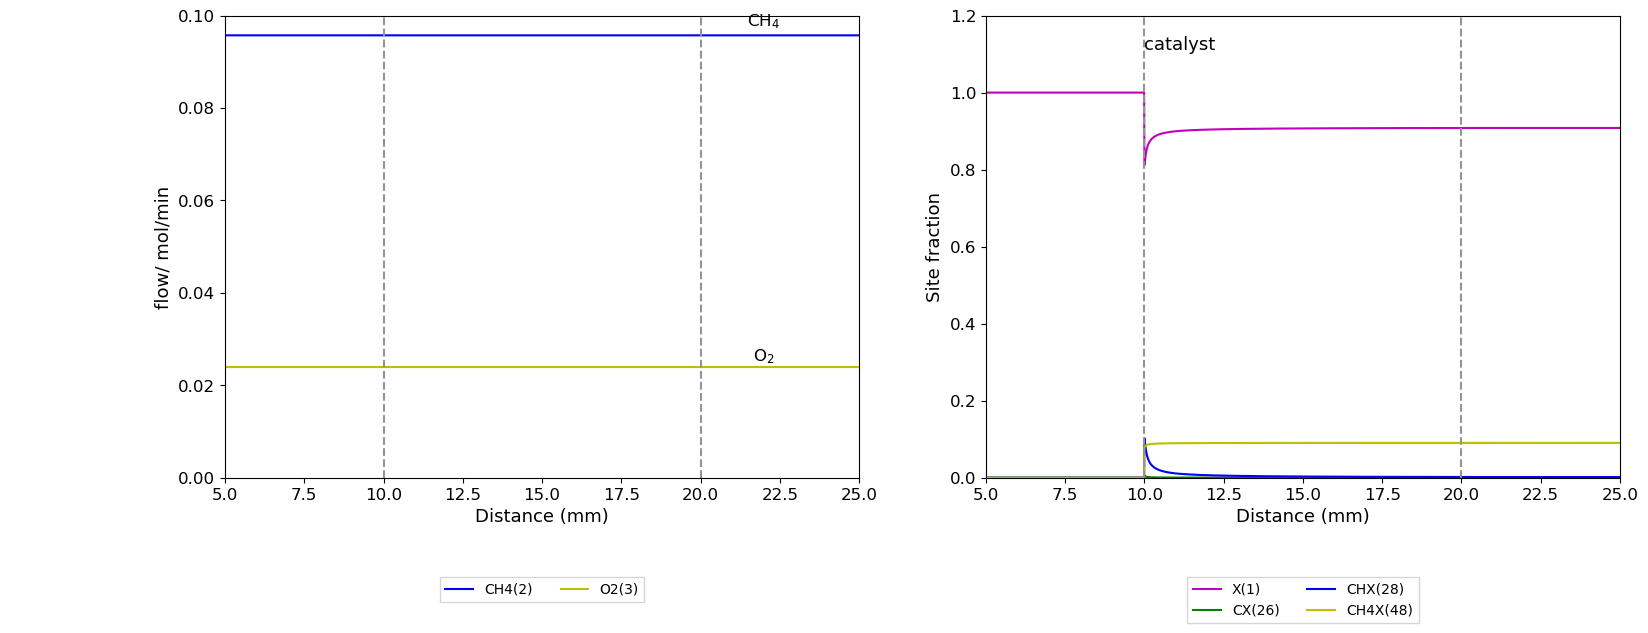 0.10
0.08
0.06
0.04
0.02
0.00
flow/ mol/min
CH₄
O₂
5.0 7.5 10.0 12.5 15.0 17.5 20.0 22.5 25.0
Distance (mm)
CH4(2) O2(3)
1.2
1.0
0.8
0.6
0.4
0.2
0.0
Site fraction
catalyst
5.0 7.5 10.0 12.5 15.0 17.5 20.0 22.5 25.0
Distance (mm)
X(1) CHX(28)
CX(26) CH4X(48)